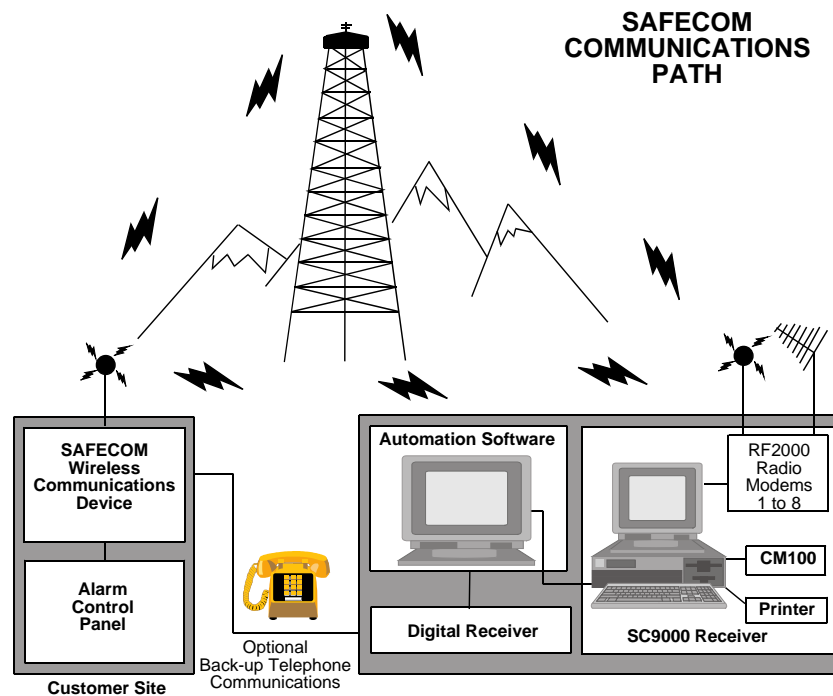 SAFECOM
COMMUNICATIONS
PATH
SAFECOM
Wireless
Communications
Device
Alarm
Control
Panel
Customer Site
Optional
Back-up Telephone
Communications
Automation Software
Digital Receiver
RF2000
Radio
Modems
1 to 8
CM100
Printer
SC9000 Receiver